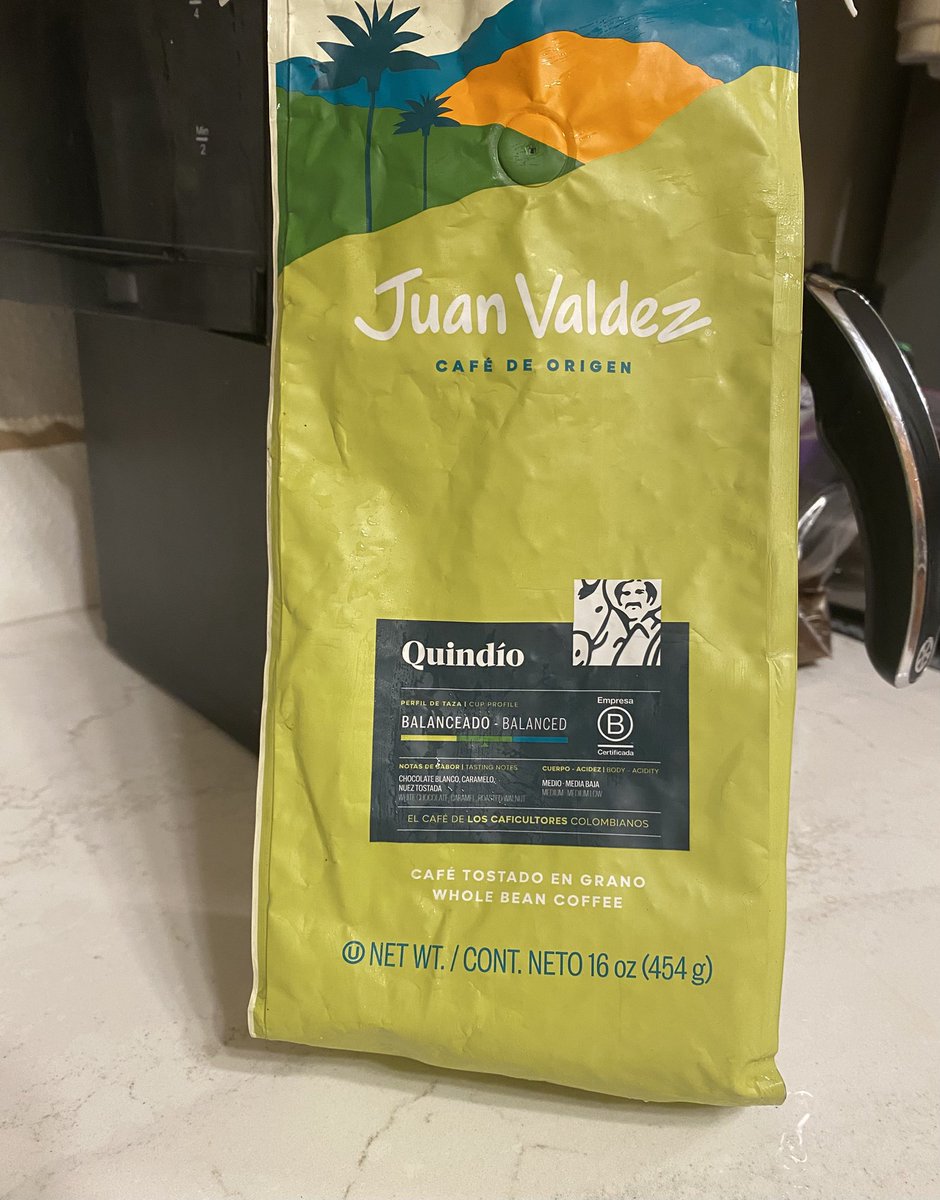 4
Min
2
Juan Valdez
CAFÉ DE ORIGEN
Quindío
PERFIL DE TAZA | CUP PROFILE
BALANCEADO - BALANCED
Empresa
B
Certificada
NOTAS DE SABOR | TASTING NOTES
CHOCOLATE BLANCO, CARAMELO,
NUEZ TOSTADA
WHITE CHOCOLATE, CARAMEL, ROASTED WALNUT
CUERPO - ACIDEZ | BODY - ACIDITY
MEDIO - MEDIA BAJA
MEDIUM - MEDIUM LOW
EL CAFÉ DE LOS CAFICULTORES COLOMBIANOS
CAFÉ TOSTADO EN GRANO
WHOLE BEAN COFFEE
U NET WT. / CONT. NETO 16 oz (454 g)